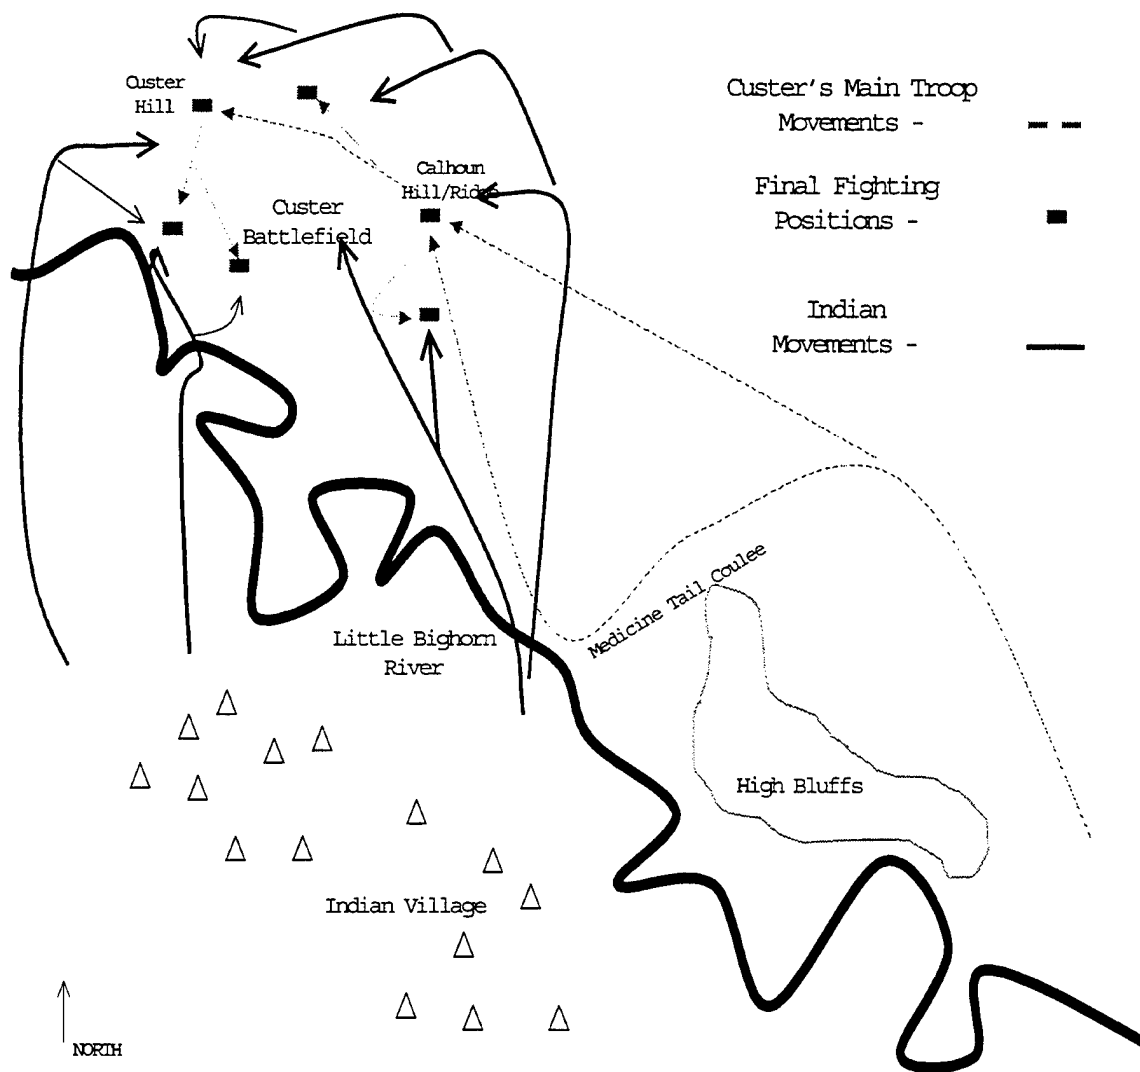 Custer
Hill
Calhoun
Hill/Ridge
Custer
Battlefield
Custer's Main Troop
Movements -
Final Fighting
Positions -
Indian
Movements -
Medicine Tail Coulee
Little Bighorn
River
High Bluffs
Indian Village
NORTH